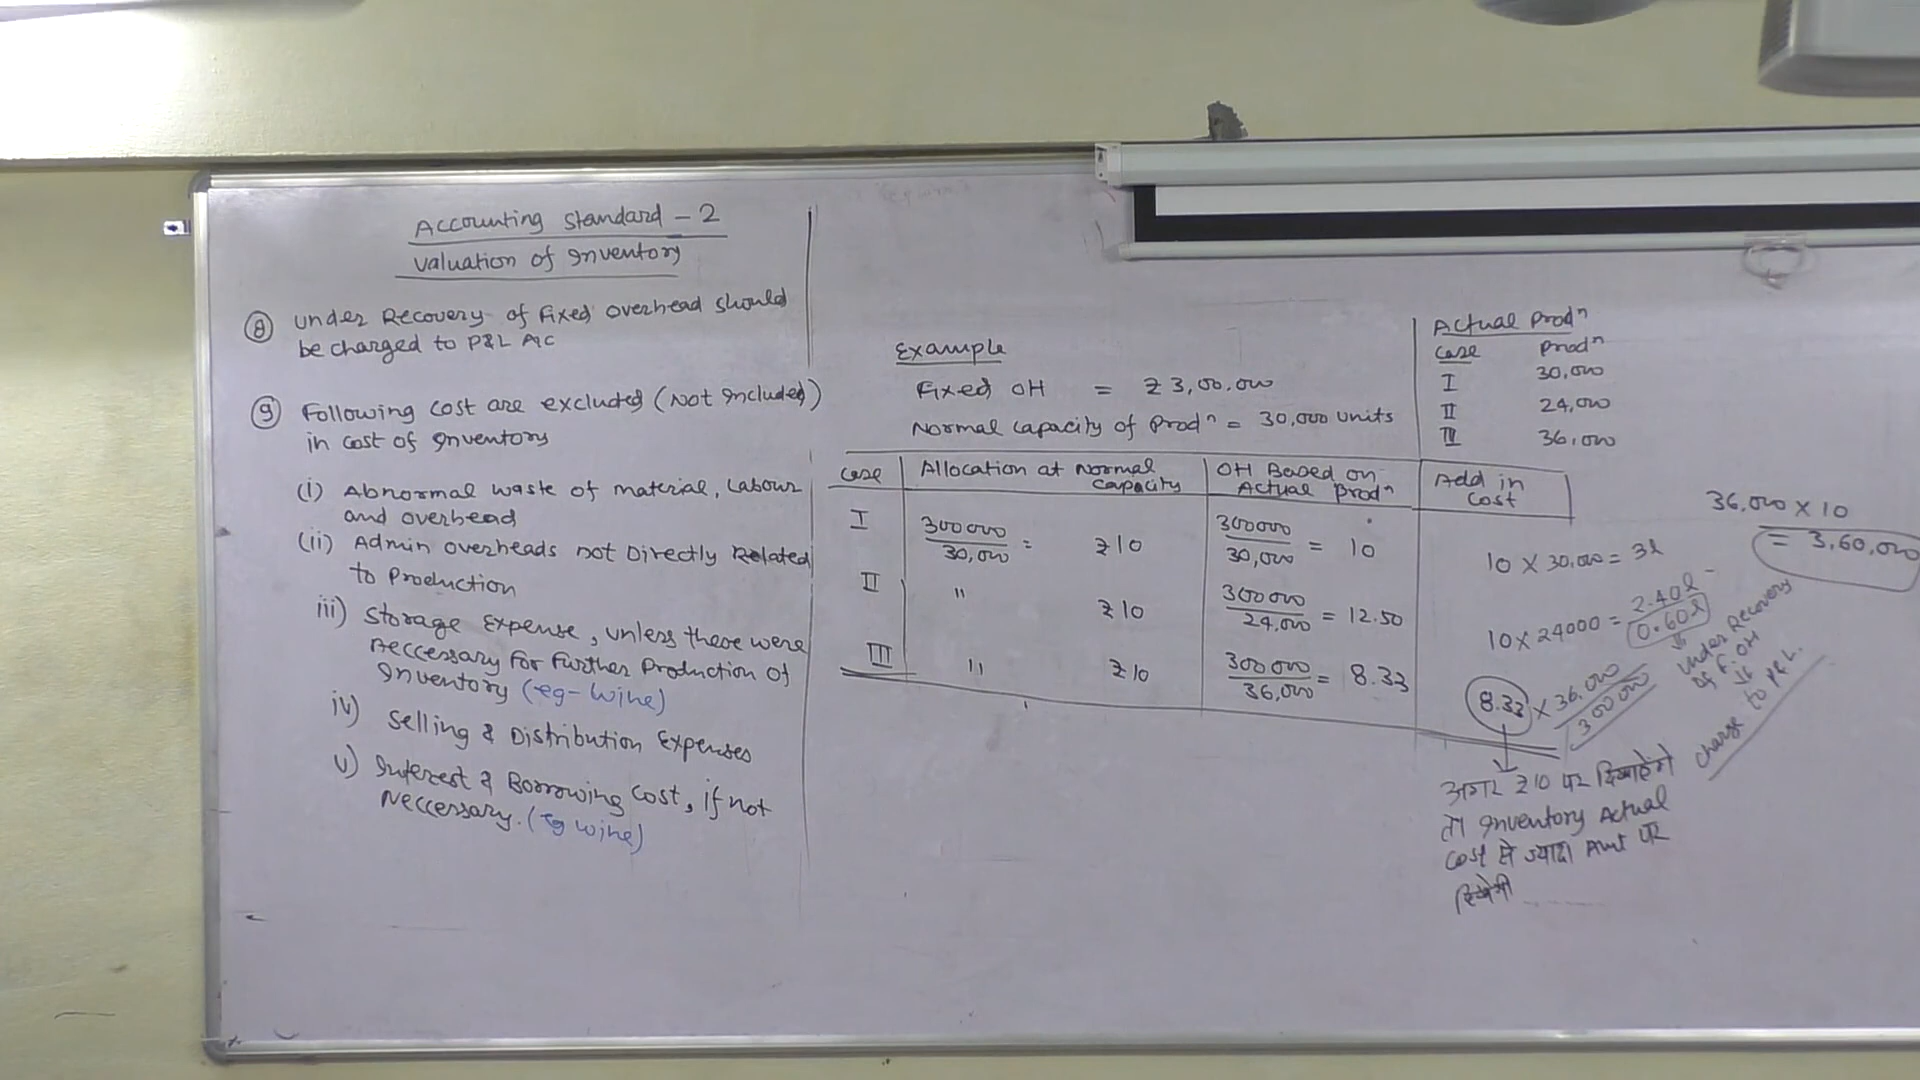 Accounting Standard - 2
Valuation of Inventory
⑧ Under Recovery of Fixed overhead should
be charged to P&L A/c
⑨ Following cost are excluded (Not Included)
in cost of Inventory
(i) Abnormal waste of material, Labour
and overhead
(ii) Admin overheads not Directly Related
to Production
iii) Storage Expense, unless these were
Neccessary for further Production of
Inventory (eg- wine)
iv) Selling & Distribution Expenses
v) Interest & Borrowing cost, if not
Neccessary. (eg wine)
Example
Fixed OH = ₹3,00,000
Normal capacity of Prodⁿ = 30,000 units
Actual Prodⁿ
Case Prodⁿ
I 30,000
II 24,000
III 36,000
Case Allocation at Normal Capacity OH Based on Actual Prodⁿ Add in Cost
I 300000/30,000 = ₹10 300000/30,000 = 10 10 × 30,000 = 3l
II " ₹10 300000/24,000 = 12.50 10 × 24000 = 2.40l
0.60l
III " ₹10 300000/36,000 = 8.33 8.33 × 36,000
300000
36,000 × 10
= 3,60,000
Under Recovery
of F. OH
to P&L.
charge
अगर ₹10 पर दिखाएंगे
तो Inventory Actual
Cost से ज्यादा Amt पर
दिखेगी